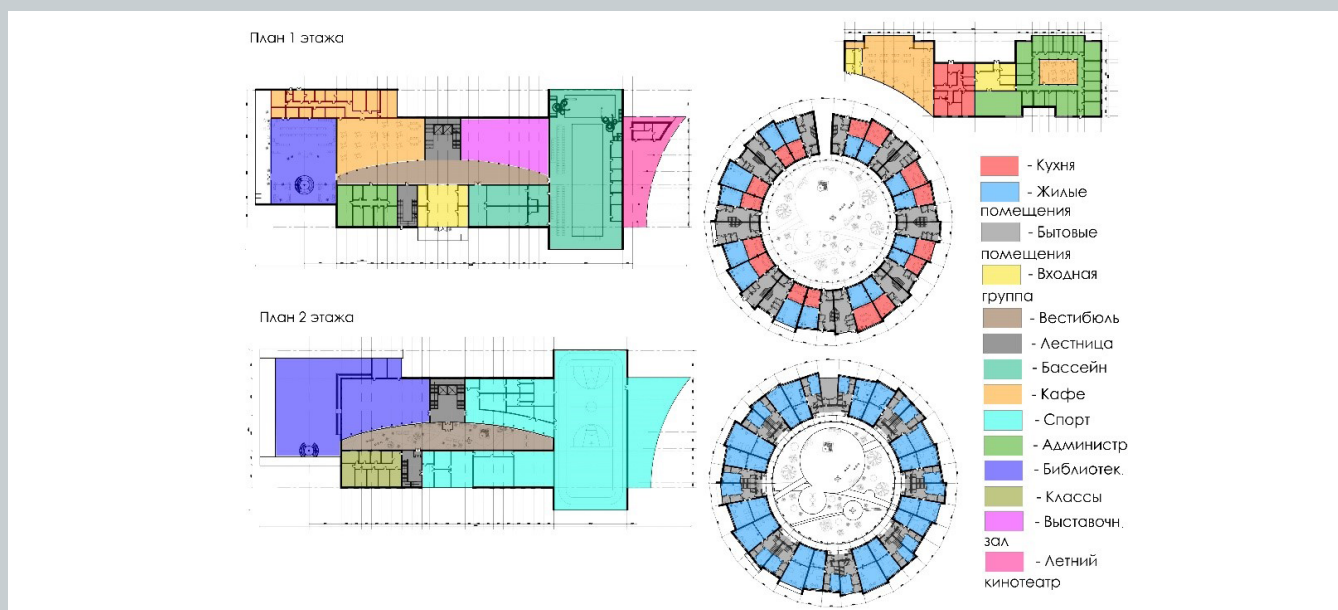 План 1 этажа
План 2 этажа
- Кухня
- Жилые
помещения
- Бытовые
помещения
- Входная
группа
- Вестибюль
- Лестница
- Бассейн
- Кафе
- Спорт
- Администр
- Библиотек.
- Классы
- Выставочн.
зал
- Летний
кинотеатр